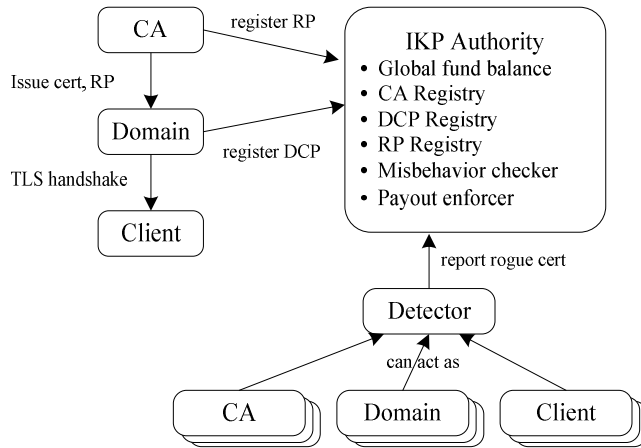 CA
register RP
IKP Authority
• Global fund balance
• CA Registry
• DCP Registry
• RP Registry
• Misbehavior checker
• Payout enforcer
Issue cert, RP
Domain
register DCP
TLS handshake
Client
report rogue cert
Detector
can act as
CA
Domain
Client